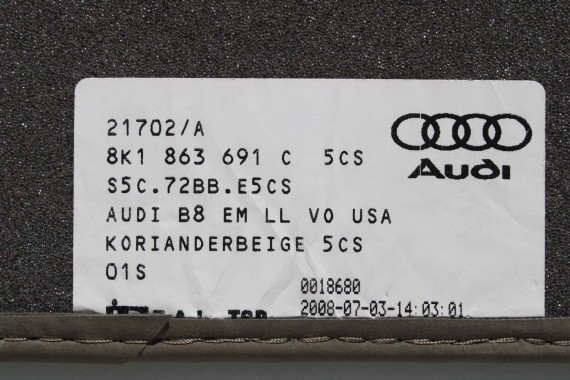 21702/A
8K1 863 691 C 5CS
Audi
S5C.72BB.E5CS
AUDI B8 EM LL VO USA
KORIANDERBEIGE 5CS
01S
0018680
2008-07-03-14:03:01